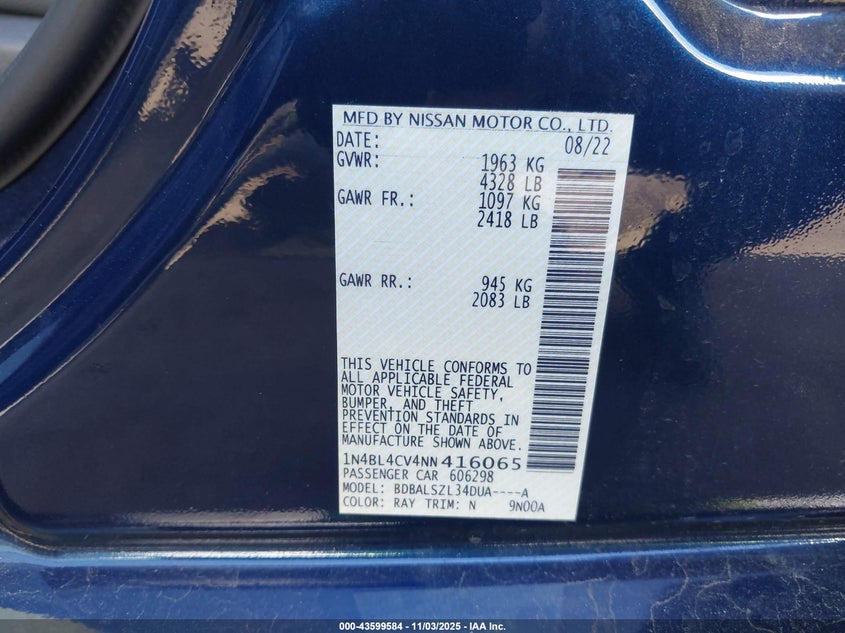 MFD BY NISSAN MOTOR CO., LTD.
DATE: 08/22
GVWR: 1963 KG
4328 LB
GAWR FR.: 1097 KG
2418 LB
GAWR RR.: 945 KG
2083 LB
THIS VEHICLE CONFORMS TO
ALL APPLICABLE FEDERAL
MOTOR VEHICLE SAFETY,
BUMPER, AND THEFT
PREVENTION STANDARDS IN
EFFECT ON THE DATE OF
MANUFACTURE SHOWN ABOVE.
1N4BL4CV4NN416065
PASSENGER CAR 606298
MODEL: BDBALSZL34DUA----A
COLOR: RAY TRIM: N 9N00A
000-43599584 - 11/03/2025 - IAA Inc.